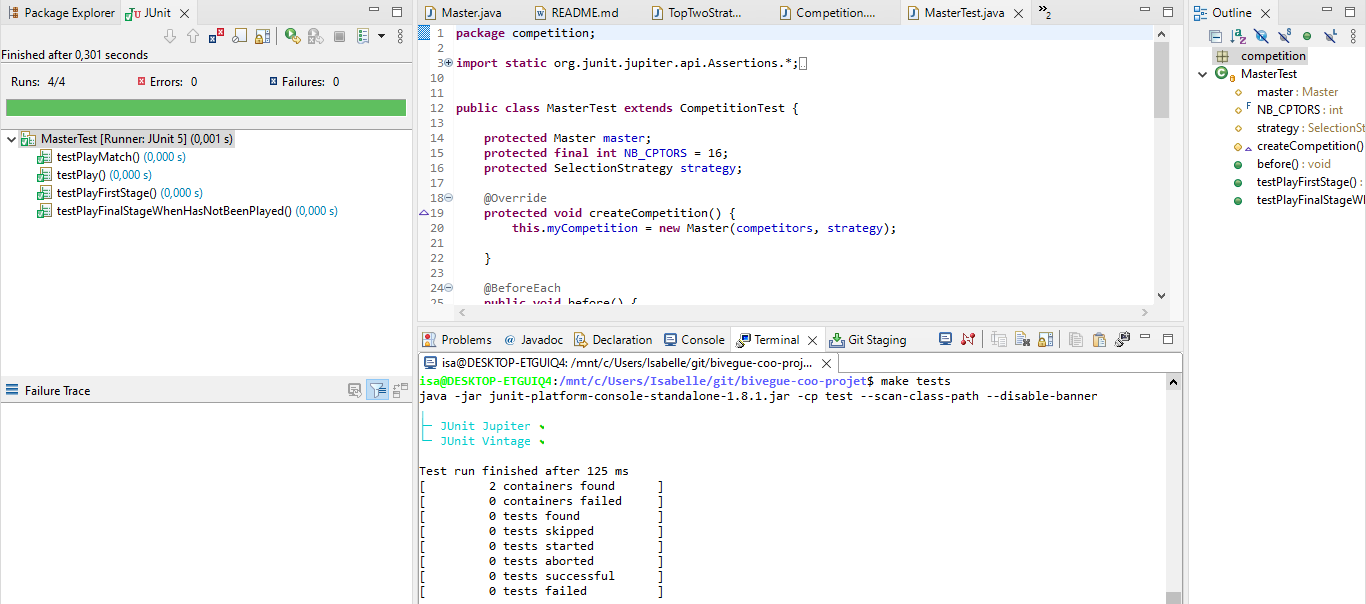 Package Explorer
JUnit
Finished after 0,301 seconds
Runs: 4/4
Errors: 0
Failures: 0
MasterTest [Runner: JUnit 5] (0,001 s)
testPlayMatch() (0,000 s)
testPlay() (0,000 s)
testPlayFirstStage() (0,000 s)
testPlayFinalStageWhenHasNotBeenPlayed() (0,000 s)
Failure Trace
Master.java
README.md
TopTwoStrat...
Competition....
MasterTest.java
»2
1 package competition;
2
3 import static org.junit.jupiter.api.Assertions.*;
10
11
12 public class MasterTest extends CompetitionTest {
13
14 protected Master master;
15 protected final int NB_CPTORS = 16;
16 protected SelectionStrategy strategy;
17
18 @Override
19 protected void createCompetition() {
20 this.myCompetition = new Master(competitors, strategy);
21
22 }
23
24 @BeforeEach
25 public void before() {
Problems
@ Javadoc
Declaration
Console
Terminal
Git Staging
isa@DESKTOP-ETGUIQ4: /mnt/c/Users/Isabelle/git/bivegue-coo-proj...
isa@DESKTOP-ETGUIQ4:/mnt/c/Users/Isabelle/git/bivegue-coo-projet$ make tests
java -jar junit-platform-console-standalone-1.8.1.jar -cp test --scan-class-path --disable-banner
├─ JUnit Jupiter ✔
└─ JUnit Vintage ✔
Test run finished after 125 ms
[ 2 containers found ]
[ 0 containers failed ]
[ 0 tests found ]
[ 0 tests skipped ]
[ 0 tests started ]
[ 0 tests aborted ]
[ 0 tests successful ]
[ 0 tests failed ]
Outline
competition
MasterTest
master : Master
NB_CPTORS : int
strategy : SelectionSt
createCompetition()
before() : void
testPlayFirstStage() :
testPlayFinalStageWh